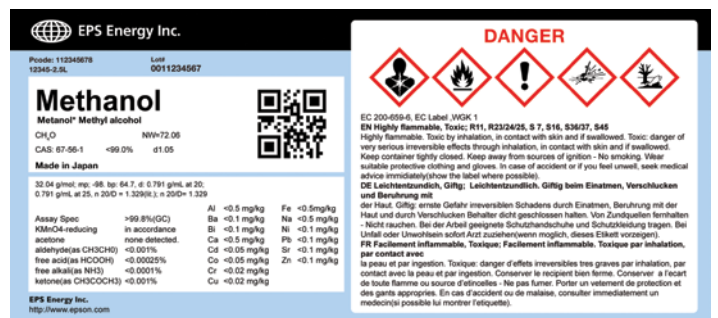 EPS Energy Inc.
Pcode: 112345678
12345-2.5L
Lot#
0011234567
Methanol
Metanol* Methyl alcohol
CH₄O NW=72.06
CAS: 67-56-1 <99.0% d1.05
Made in Japan
32.04 g/mol; mp; -98. bp: 64.7, d: 0.791 g/mL at 20;
0.791 g/mL at 25, n 20/D = 1.329(lit.); n 20/D = 1.329
Al <0.5 mg/kg Fe <0.5mg/kg
Assay Spec >99.8%(GC) Ba <0.1 mg/kg Na <0.5 mg/kg
KMnO4-reducing in accordance Bi <0.1 mg/kg Ni <0.1 mg/kg
acetone none detected. Ca <0.5 mg/kg Pb <0.1 mg/kg
aldehyde(as CH3CH0) <0.001% Cd <0.05 mg/kg Sr <0.1 mg/kg
free acid(as HCOOH) <0.00025% Co <0.05 mg/kg Zn <0.1 mg/kg
free alkali(as NH3) <0.0001% Cr <0.02 mg/kg
ketone(as CH3COCH3) <0.001% Cu <0.02 mg/kg
EPS Energy Inc.
http://www.epson.com
DANGER
EC 200-659-6, EC Label ,WGK 1
EN Highly flammable, Toxic; R11, R23/24/25, S 7, S16, S36/37, S45
Highly flammable. Toxic by inhalation, in contact with skin and if swallowed. Toxic: danger of
very serious irreversible effects through inhalation, in contact with skin and if swallowed.
Keep container tightly closed. Keep away from sources of ignition - No smoking. Wear
suitable protective clothing and gloves. In case of accident or if you feel unwell, seek medical
advice immidiately(show the label where possible).
DE Leichtentzundich, Giftig; Leichtentzundlich. Giftig beim Einatmen, Verschlucken
und Beruhrung mit
der Haut. Giftig: ernste Gefahr irreversiblen Schadens durch Einatmen, Beruhrung mit der
Haut und durch Verschlucken Behalter dicht geschlossen halten. Von Zundquellen fernhalten
- Nicht rauchen. Bei der Arbeit geeignete Schutzhandschuhe und Schutzkleidung tragen. Bei
Unfall oder Unwohlsein sofort Arzt zuziehen(wenn moglich, dieses Etikett vorzeigen).
FR Facilement inflammable, Toxique; Facilement inflammable. Toxique par inhalation,
par contact avec
la peau et par ingestion. Toxique: danger d'effets irreversibles tres graves par inhalation, par
contact avec la peau et par ingestion. Conserver le recipient bien ferme. Conserver a l'ecart
de toute flamme ou source d'etincelles - Ne pas fumer. Porter un vetement de protection et
des gants appropries. En cas d'accident ou de malaise, consulter immediatement un
medecin(si possible lui montrer l'etiquette).